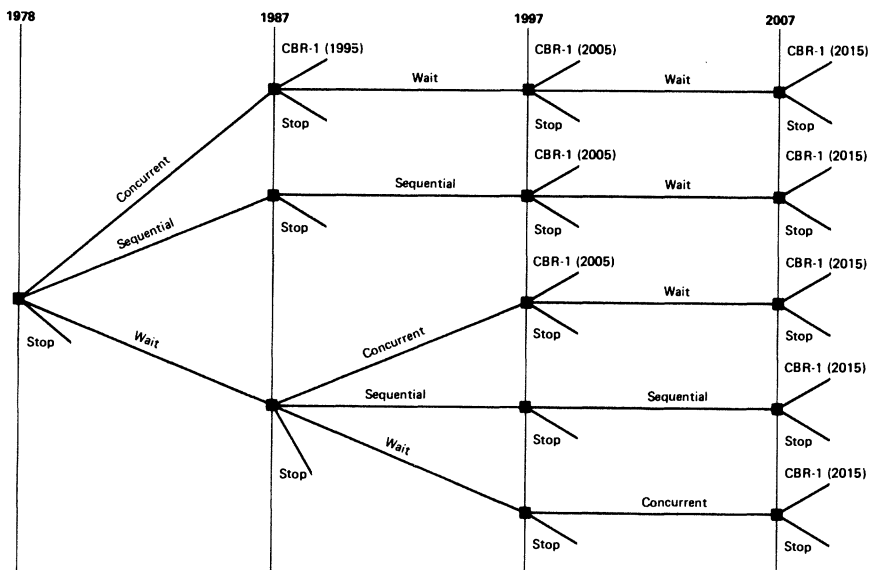 1978 1987 1997 2007
CBR-1 (1995) CBR-1 (2005) CBR-1 (2015)
Wait Wait
Stop Stop Stop
Concurrent
CBR-1 (2005) CBR-1 (2015)
Sequential Wait
Sequential
Stop Stop Stop
CBR-1 (2005) CBR-1 (2015)
Wait
Stop
Wait
Concurrent
Stop Stop
CBR-1 (2015)
Sequential Sequential
Stop Stop
Wait
Stop
CBR-1 (2015)
Concurrent
Stop Stop